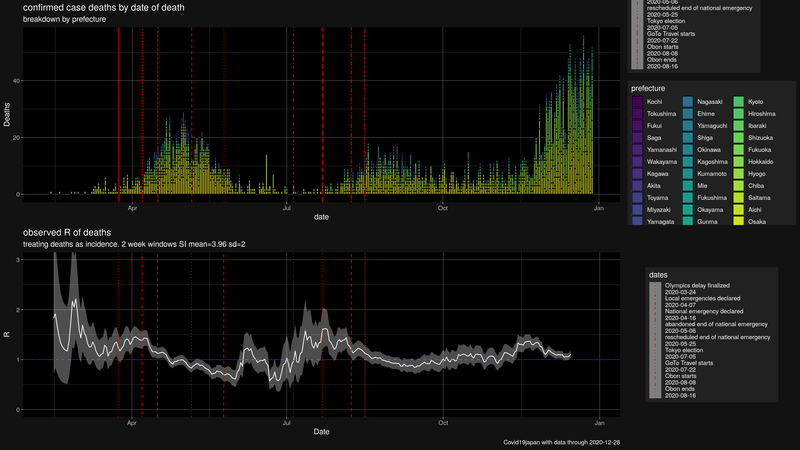 confirmed case deaths by date of death
breakdown by prefecture
Deaths
40
20
0
Apr
Jul
Oct
Jan
date
2020-05-06
rescheduled end of national emergency
2020-05-25
Tokyo election
2020-07-05
GoTo Travel starts
2020-07-22
Obon starts
2020-08-08
Obon ends
2020-08-16
prefecture
Kochi
Tokushima
Fukui
Saga
Yamanashi
Wakayama
Kagawa
Akita
Toyama
Miyazaki
Yamagata
Nagasaki
Ehime
Yamaguchi
Shiga
Okinawa
Kagoshima
Kumamoto
Mie
Fukushima
Okayama
Gunma
Kyoto
Hiroshima
Ibaraki
Shizuoka
Fukuoka
Hokkaido
Hyogo
Chiba
Saitama
Aichi
Osaka
observed R of deaths
treating deaths as incidence. 2 week windows SI mean=3.96 sd=2
R
3
2
1
0
Apr
Jul
Oct
Jan
Date
dates
Olympics delay finalized
2020-03-24
Local emergencies declared
2020-04-07
National emergency declared
2020-04-16
abandoned end of national emergency
2020-05-06
rescheduled end of national emergency
2020-05-25
Tokyo election
2020-07-05
GoTo Travel starts
2020-07-22
Obon starts
2020-08-08
Obon ends
2020-08-16
Covid19japan with data through 2020-12-28